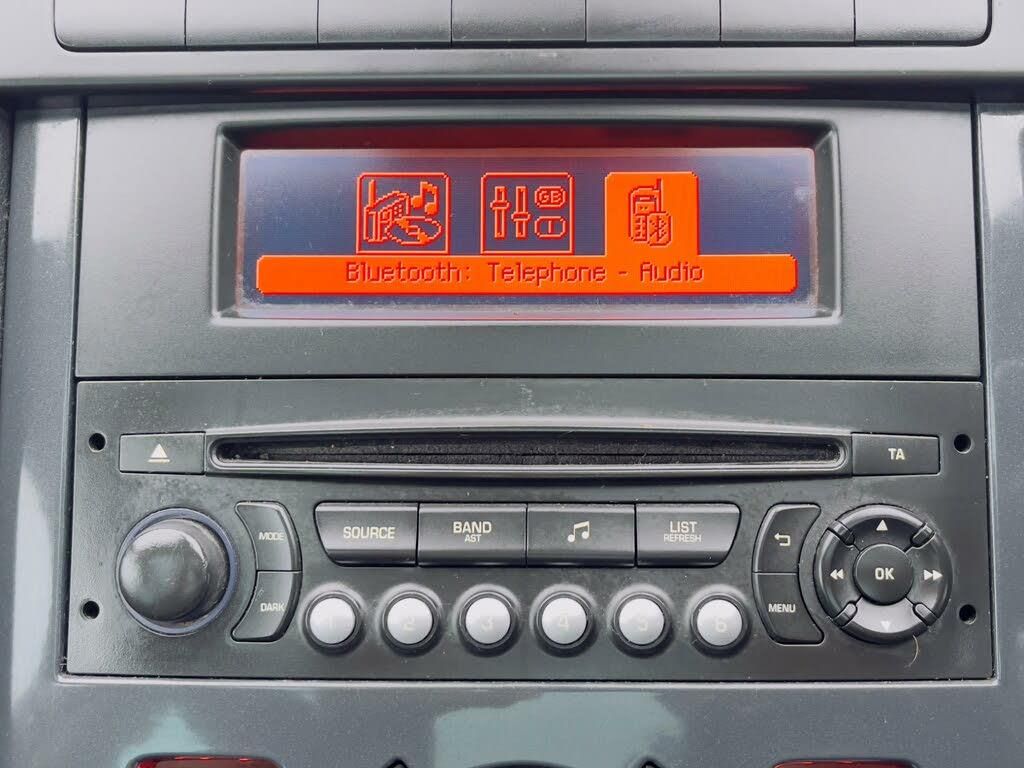 GB
Bluetooth: Telephone - Audio
TA
MODE
SOURCE
BAND
AST
LIST
REFRESH
OK
DARK
MENU
1 2 3 4 5 6